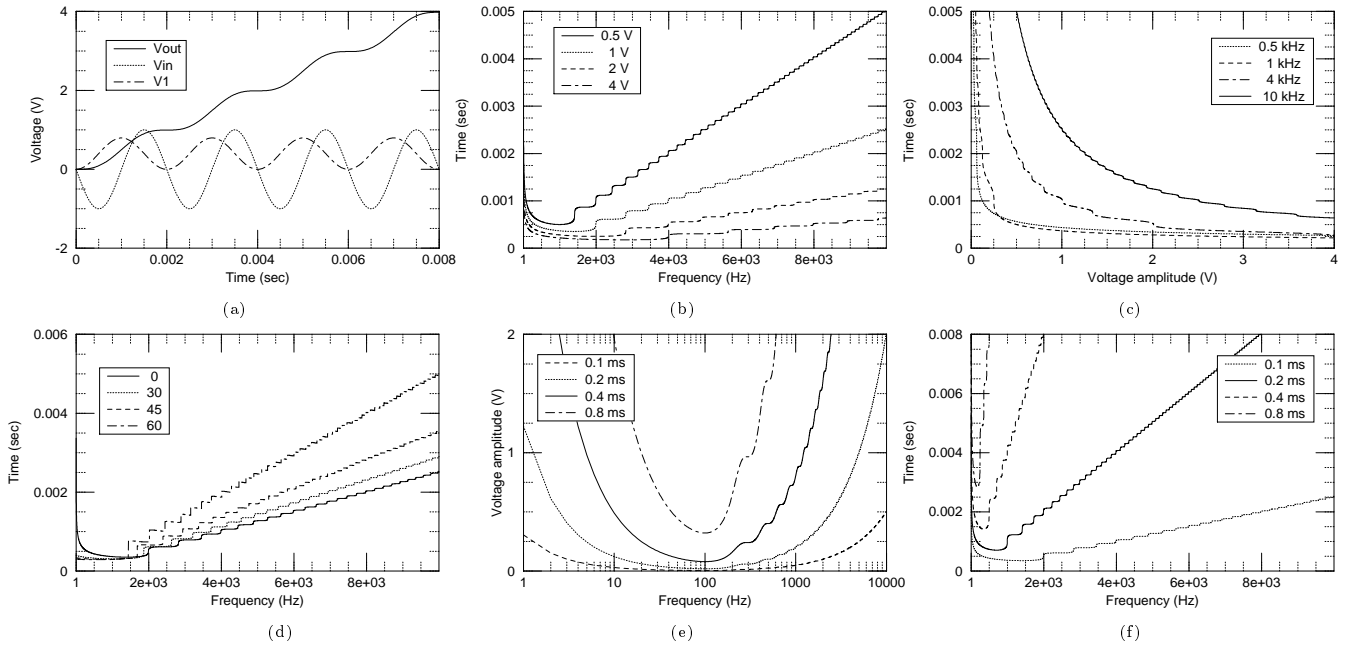 4
2
0
-2
Voltage (V)
Vout
Vin
V1
0
0.002
0.004
0.006
0.008
Time (sec)
(a)
0.005
0.004
0.003
0.002
0.001
0
Time (sec)
0.5 V
1 V
2 V
4 V
1
2e+03
4e+03
6e+03
8e+03
Frequency (Hz)
(b)
0.005
0.004
0.003
0.002
0.001
0
Time (sec)
0.5 kHz
1 kHz
4 kHz
10 kHz
0
1
2
3
4
Voltage amplitude (V)
(c)
0.006
0.004
0.002
0
Time (sec)
0
30
45
60
1
2e+03
4e+03
6e+03
8e+03
Frequency (Hz)
(d)
2
1
0
Voltage amplitude (V)
0.1 ms
0.2 ms
0.4 ms
0.8 ms
1
10
100
1000
10000
Frequency (Hz)
(e)
0.008
0.006
0.004
0.002
0
Time (sec)
0.1 ms
0.2 ms
0.4 ms
0.8 ms
1
2e+03
4e+03
6e+03
8e+03
Frequency (Hz)
(f)